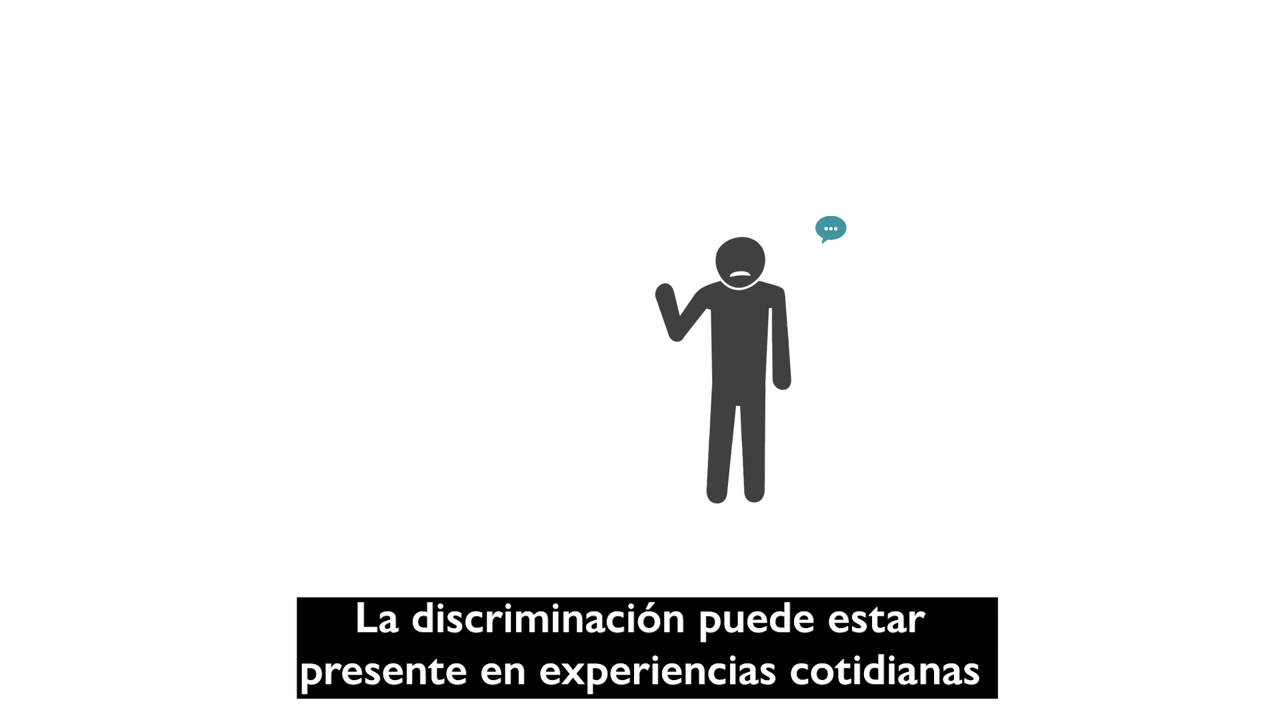 La discriminación puede estar
presente en experiencias cotidianas